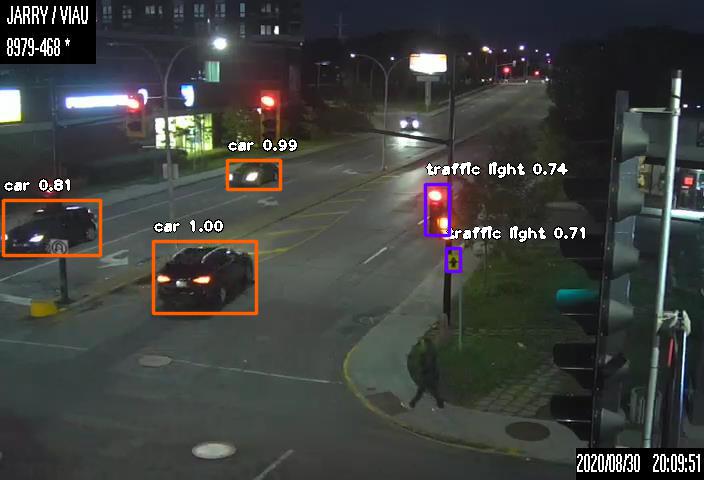 JARRY / VIAU
8979-468 *
car 0.99
traffic light 0.74
car 0.81
car 1.00
traffic light 0.71
2020/08/30 20:09:51